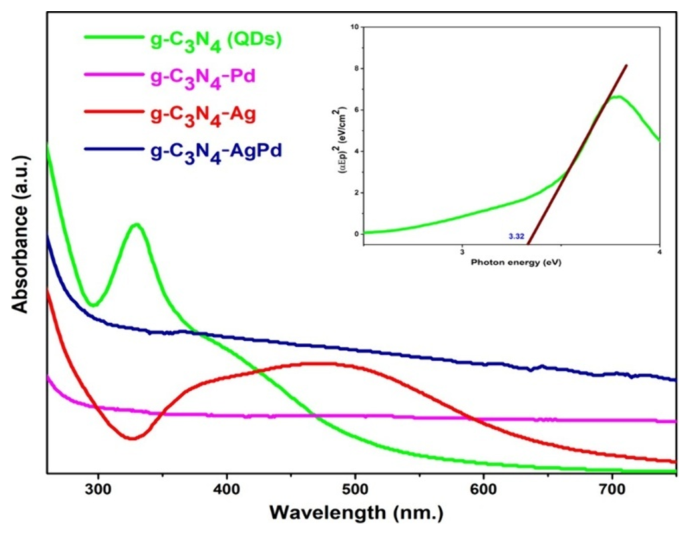 g-C3N4 (QDs)
g-C3N4-Pd
g-C3N4-Ag
g-C3N4-AgPd
Absorbance (a.u.)
300 400 500 600 700
Wavelength (nm.)
10
8
6
4
2
0
(αEp)2 (eV/cm2)
3.32
3 4
Photon energy (eV)